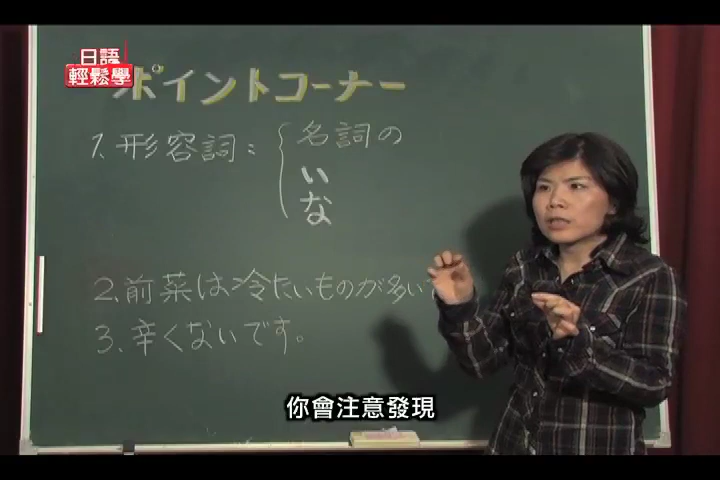 日語
輕鬆學
ポイントコーナー
1. 形容詞：{ 名詞の
い
な
2. 前菜は冷たいものが多い
3. 辛くないです。
你會注意發現